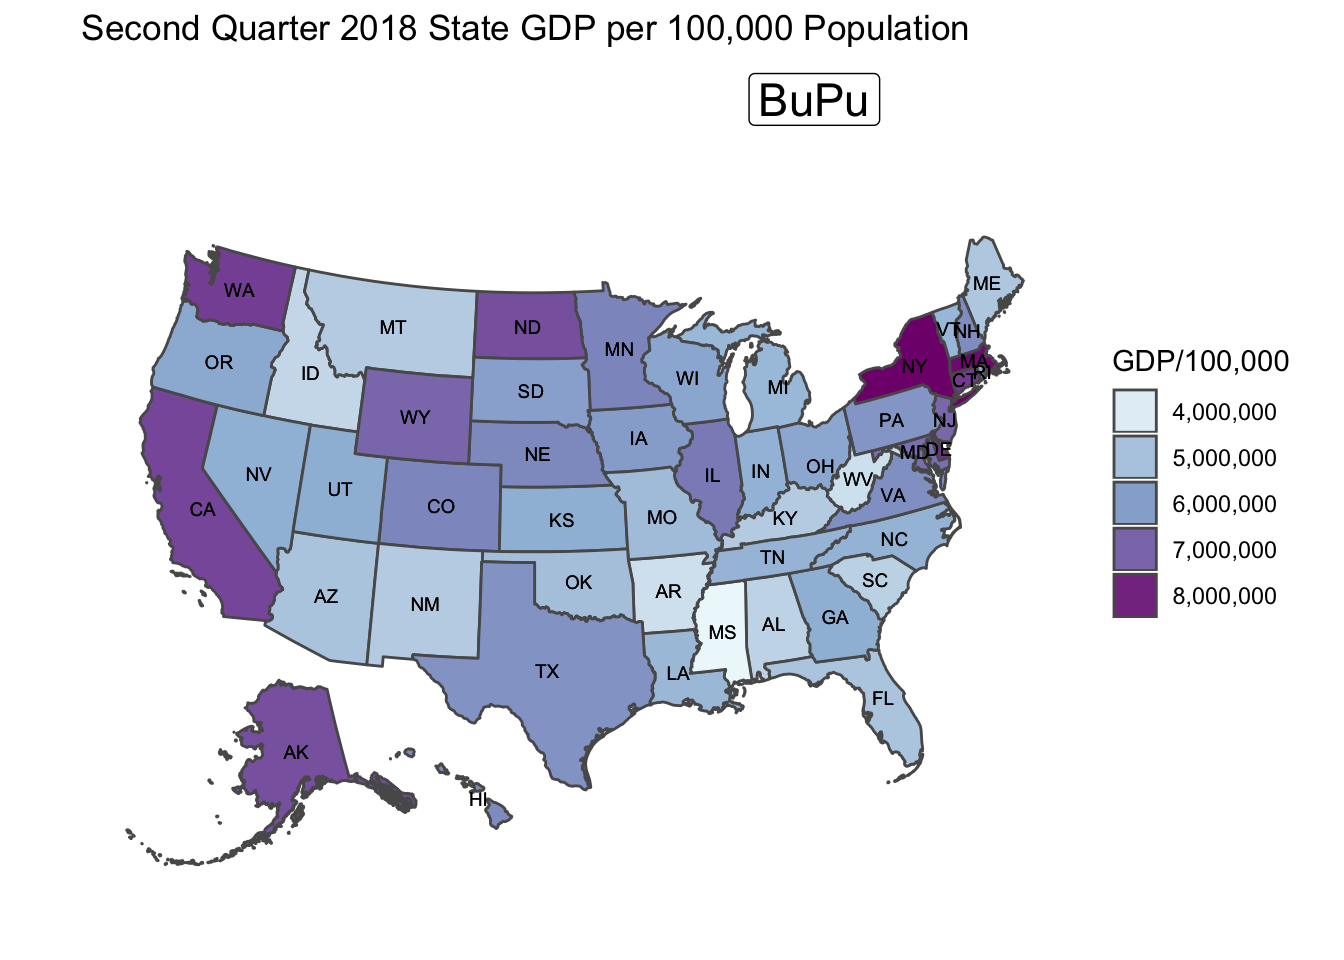 Second Quarter 2018 State GDP per 100,000 Population
BuPu
WA
MT
ND
MN
ME
VT
NH
OR
ID
SD
WI
MI
NY
MA
CT
RI
WY
IA
PA
NJ
NE
IL
IN
OH
MD
DE
NV
UT
CO
WV
VA
CA
KS
MO
KY
NC
TN
AZ
NM
OK
AR
SC
MS
AL
GA
TX
LA
FL
AK
HI
GDP/100,000
4,000,000
5,000,000
6,000,000
7,000,000
8,000,000